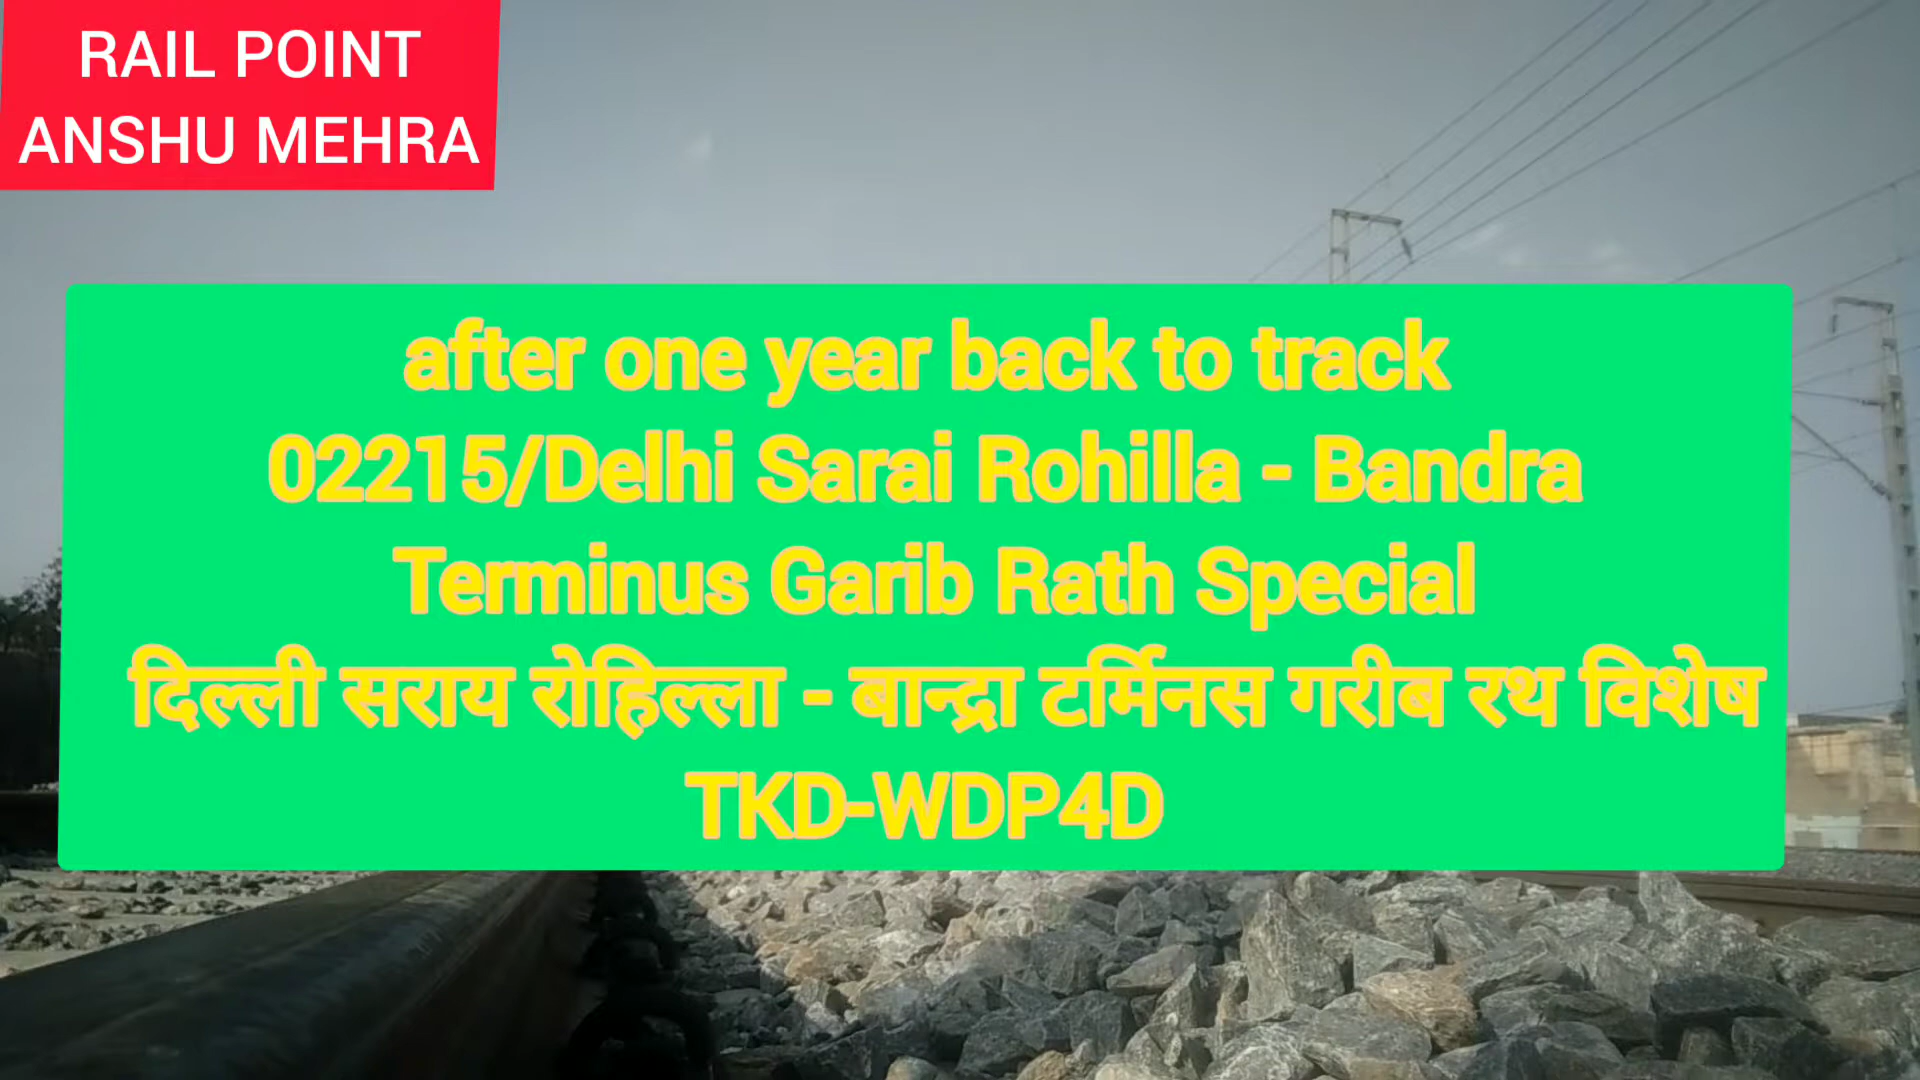 RAIL POINT
ANSHU MEHRA
after one year back to track
02215/Delhi Sarai Rohilla - Bandra
Terminus Garib Rath Special
दिल्ली सराय रोहिल्ला - बान्द्रा टर्मिनस गरीब रथ विशेष
TKD-WDP4D